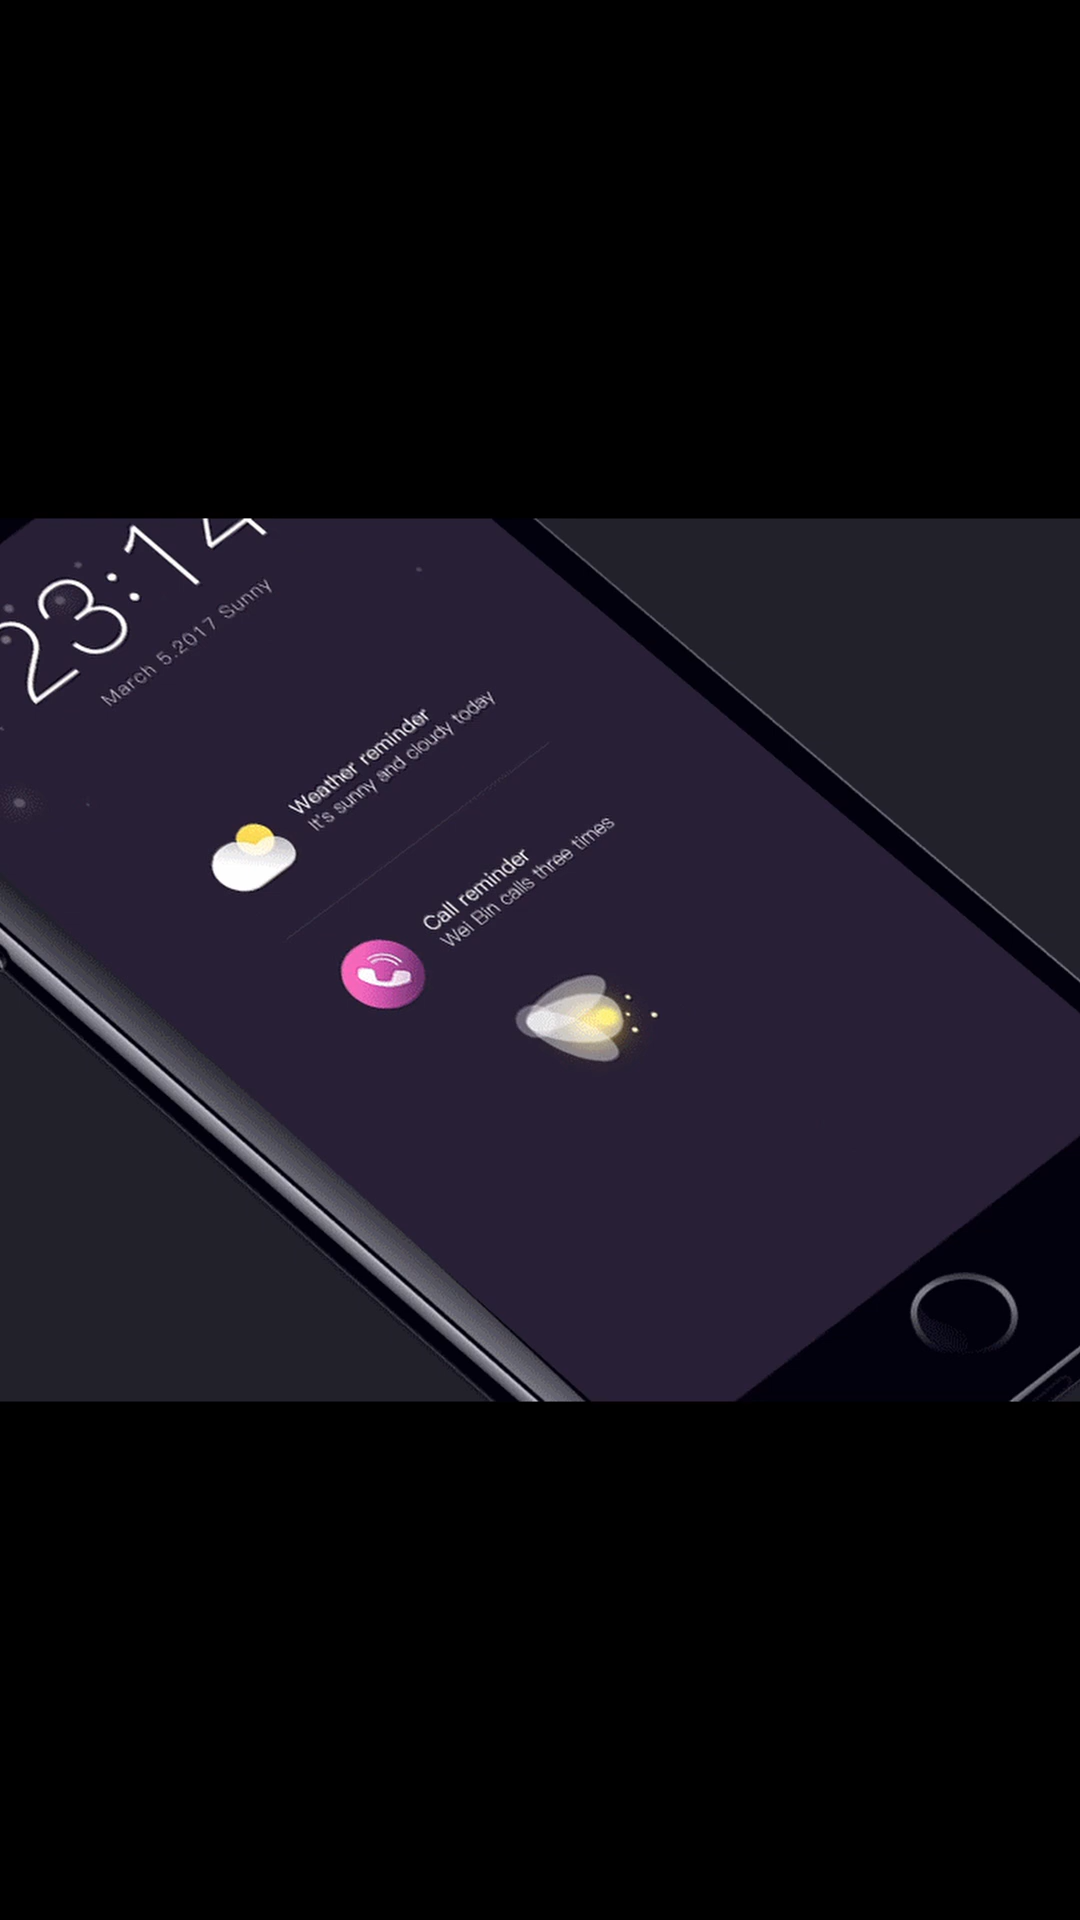 23:14
March 5.2017 Sunny
Weather reminder
It's sunny and cloudy today
Call reminder
Wei Bin calls three times